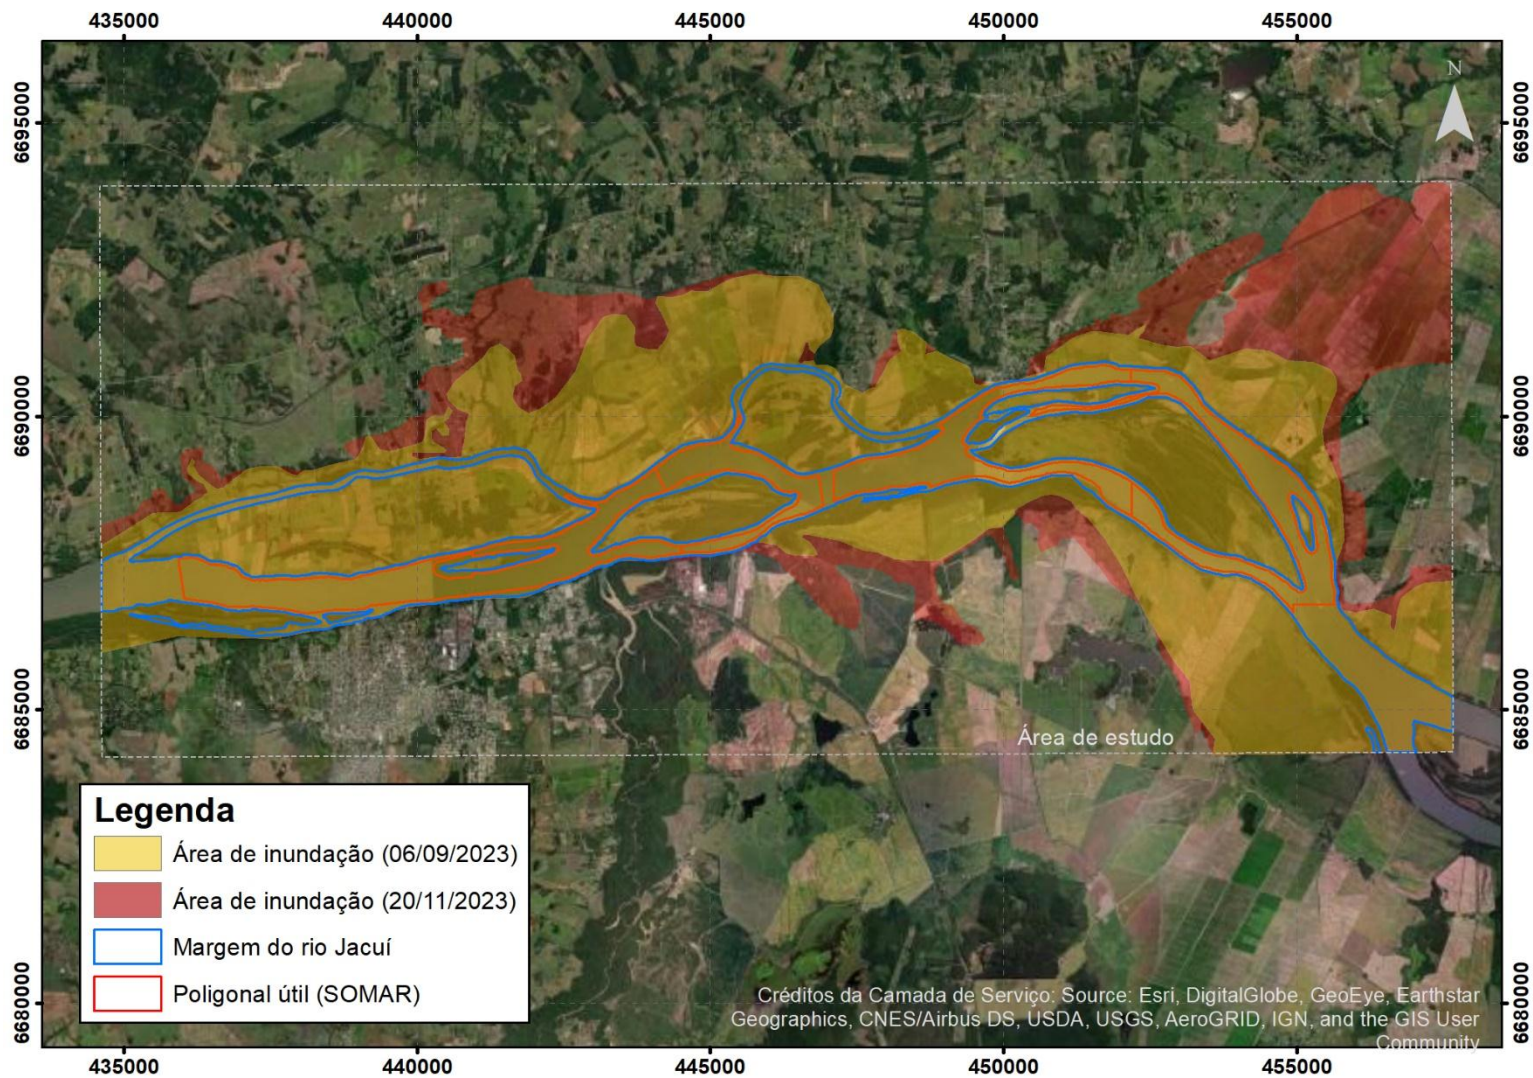 435000 440000 445000 450000 455000
N
6695000 6695000
6690000 6690000
6685000 6685000
Área de estudo
Legenda
Área de inundação (06/09/2023)
Área de inundação (20/11/2023)
Margem do rio Jacuí
Poligonal útil (SOMAR)
6680000 6680000
Créditos da Camada de Serviço: Source: Esri, DigitalGlobe, GeoEye, Earthstar
Geographics, CNES/Airbus DS, USDA, USGS, AeroGRID, IGN, and the GIS User
Community
435000 440000 445000 450000 455000